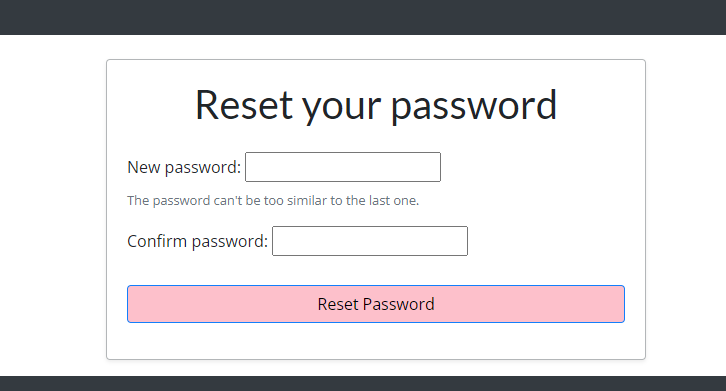 Reset your password
New password:
The password can't be too similar to the last one.
Confirm password:
Reset Password